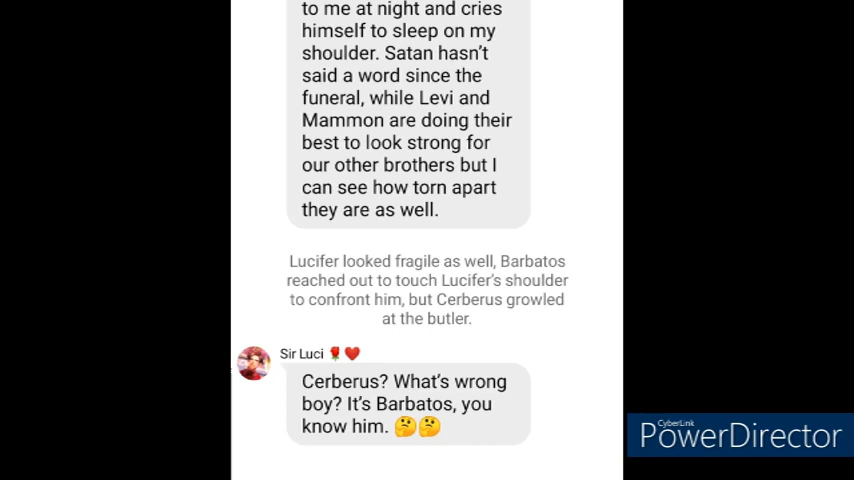 to me at night and cries
himself to sleep on my
shoulder. Satan hasn't
said a word since the
funeral, while Levi and
Mammon are doing their
best to look strong for
our other brothers but I
can see how torn apart
they are as well.
Lucifer looked fragile as well, Barbatos
reached out to touch Lucifer's shoulder
to confront him, but Cerberus growled
at the butler.
Sir Luci 🌹❤️
Cerberus? What's wrong
boy? It's Barbatos, you
know him. 🤔🤔
CyberLink
PowerDirector